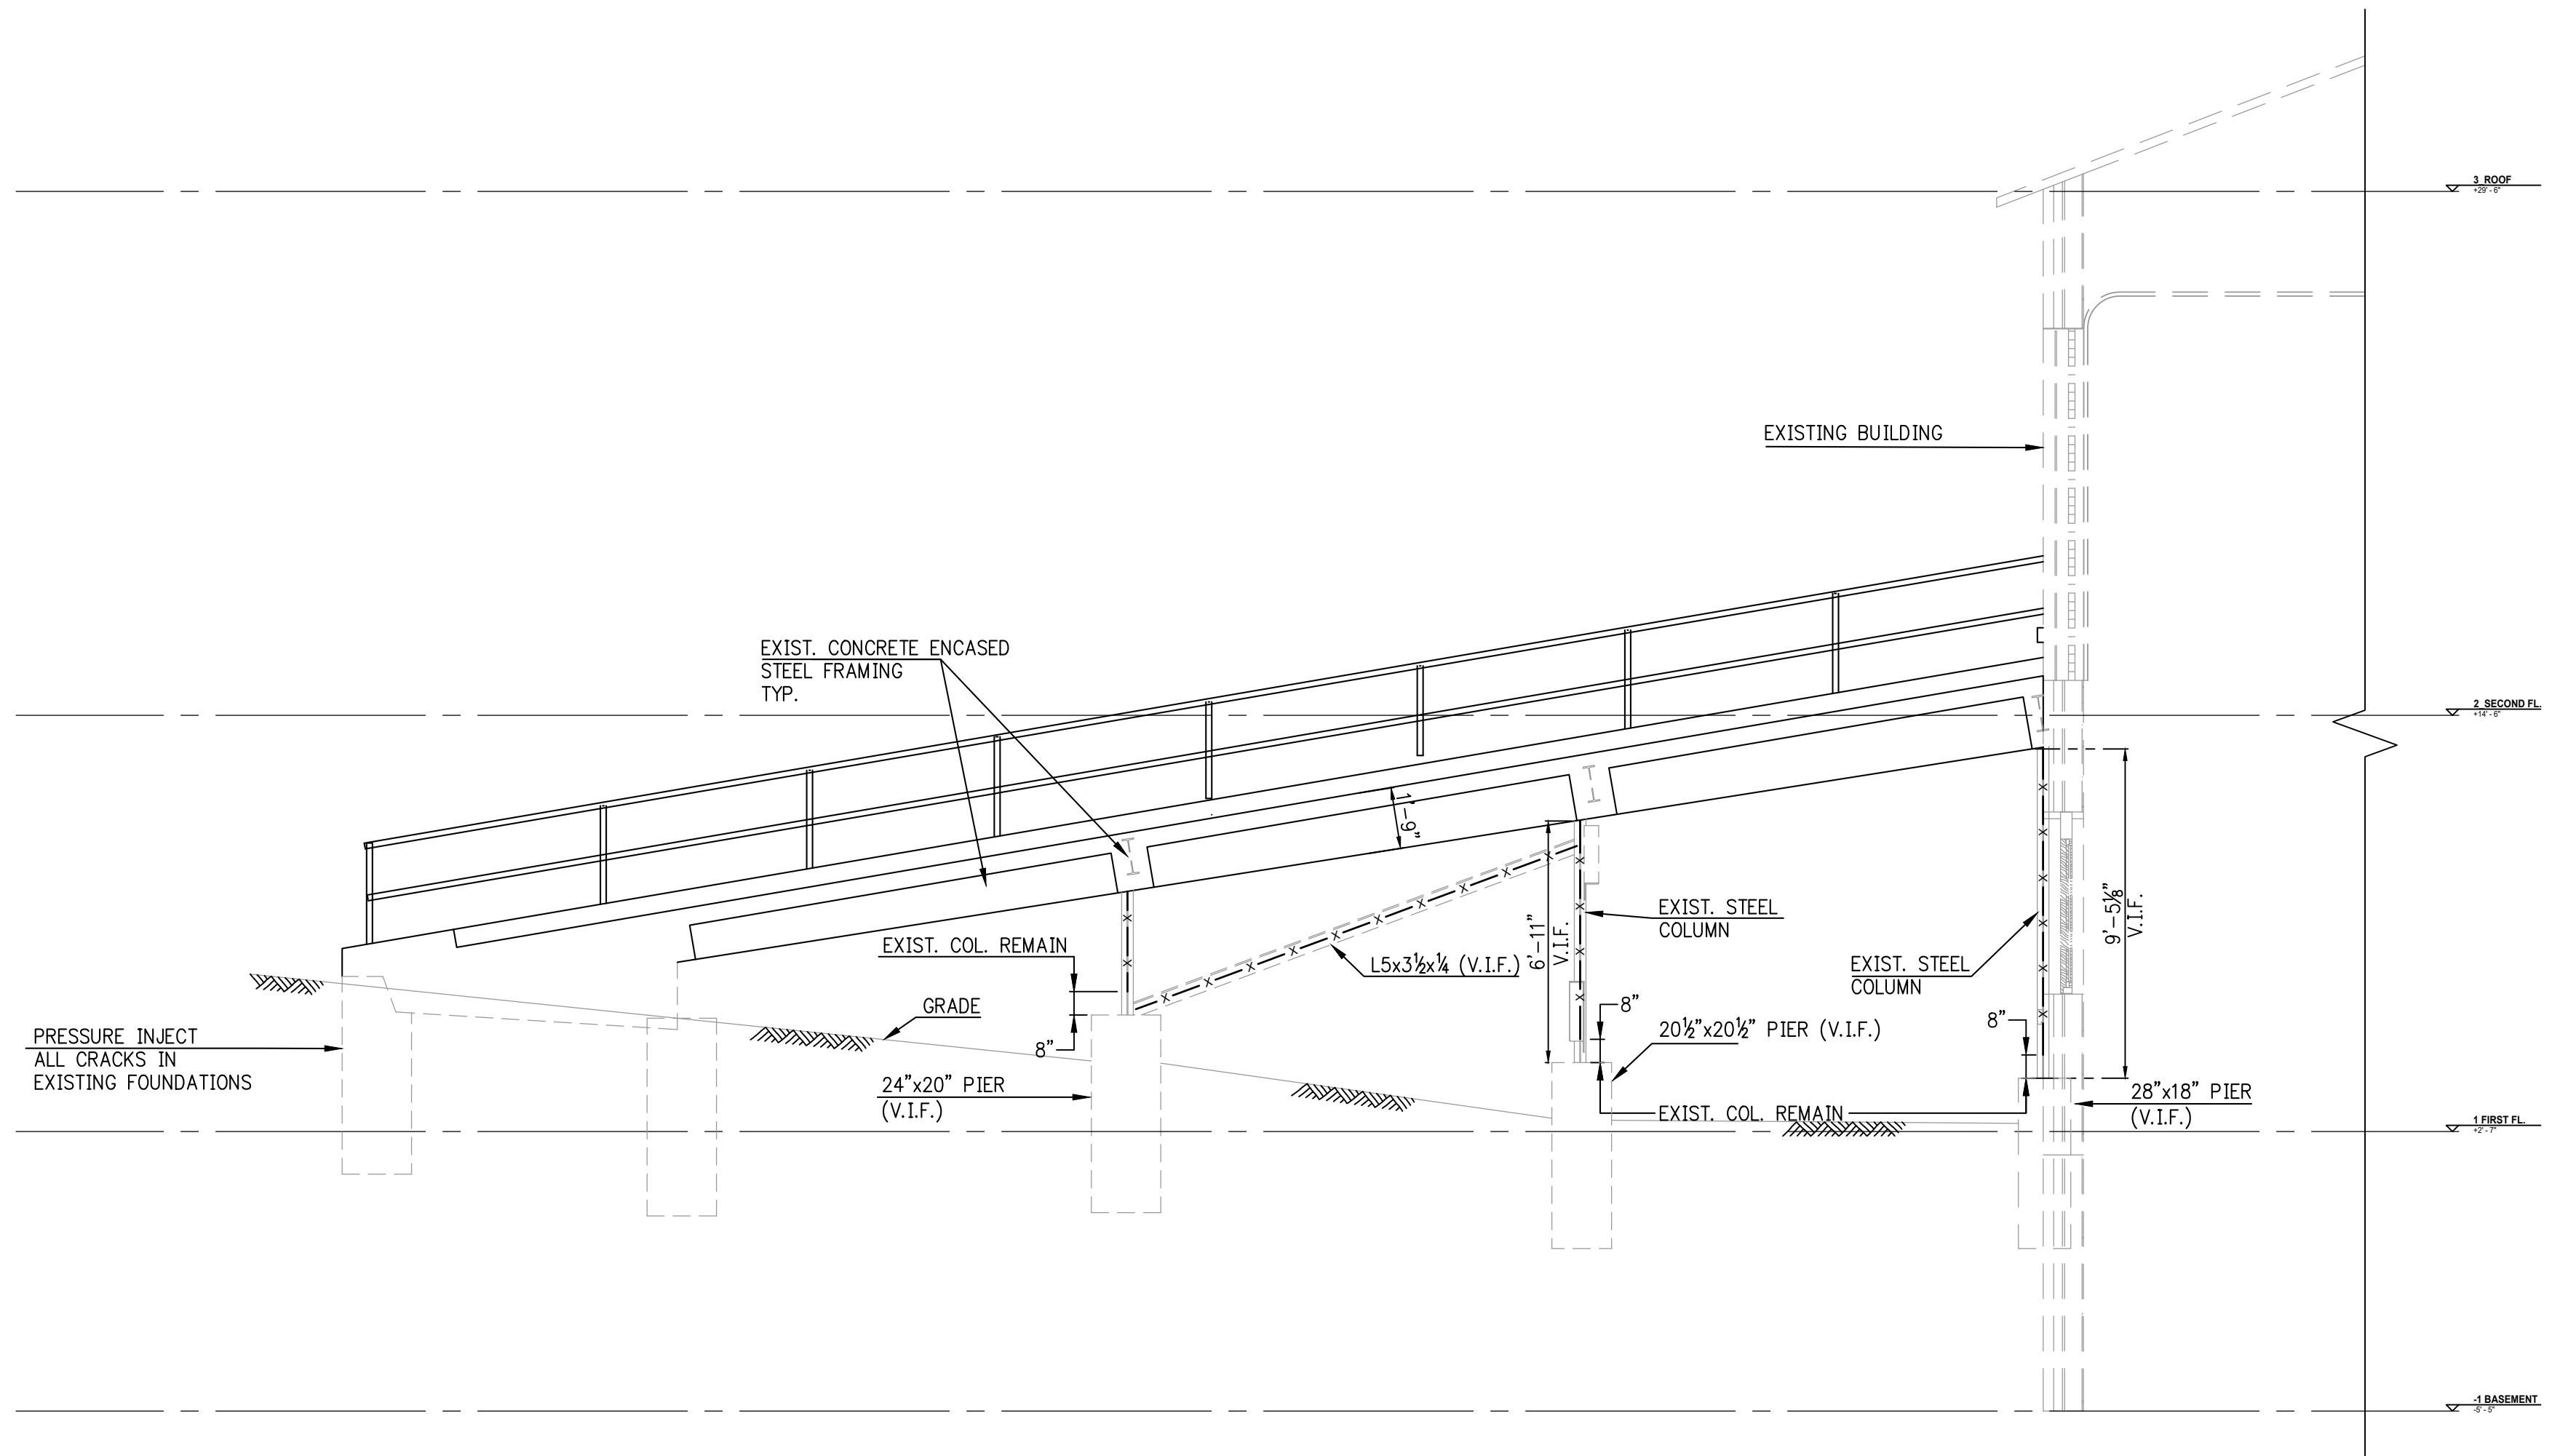 3 ROOF
+29' - 6"
EXISTING BUILDING
EXIST. CONCRETE ENCASED
STEEL FRAMING
TYP.
2 SECOND FL.
+14' - 6"
1'-6"
EXIST. COL. REMAIN
GRADE
8"
L5x3½x¼ (V.I.F.)
6'-11"
V.I.F.
EXIST. STEEL
COLUMN
8"
20½"x20½" PIER (V.I.F.)
EXIST. STEEL
COLUMN
8"
9'-5⅛"
V.I.F.
PRESSURE INJECT
ALL CRACKS IN
EXISTING FOUNDATIONS
24"x20" PIER
(V.I.F.)
EXIST. COL. REMAIN
28"x18" PIER
(V.I.F.)
1 FIRST FL.
+2' - 7"
-1 BASEMENT
-5' - 5"